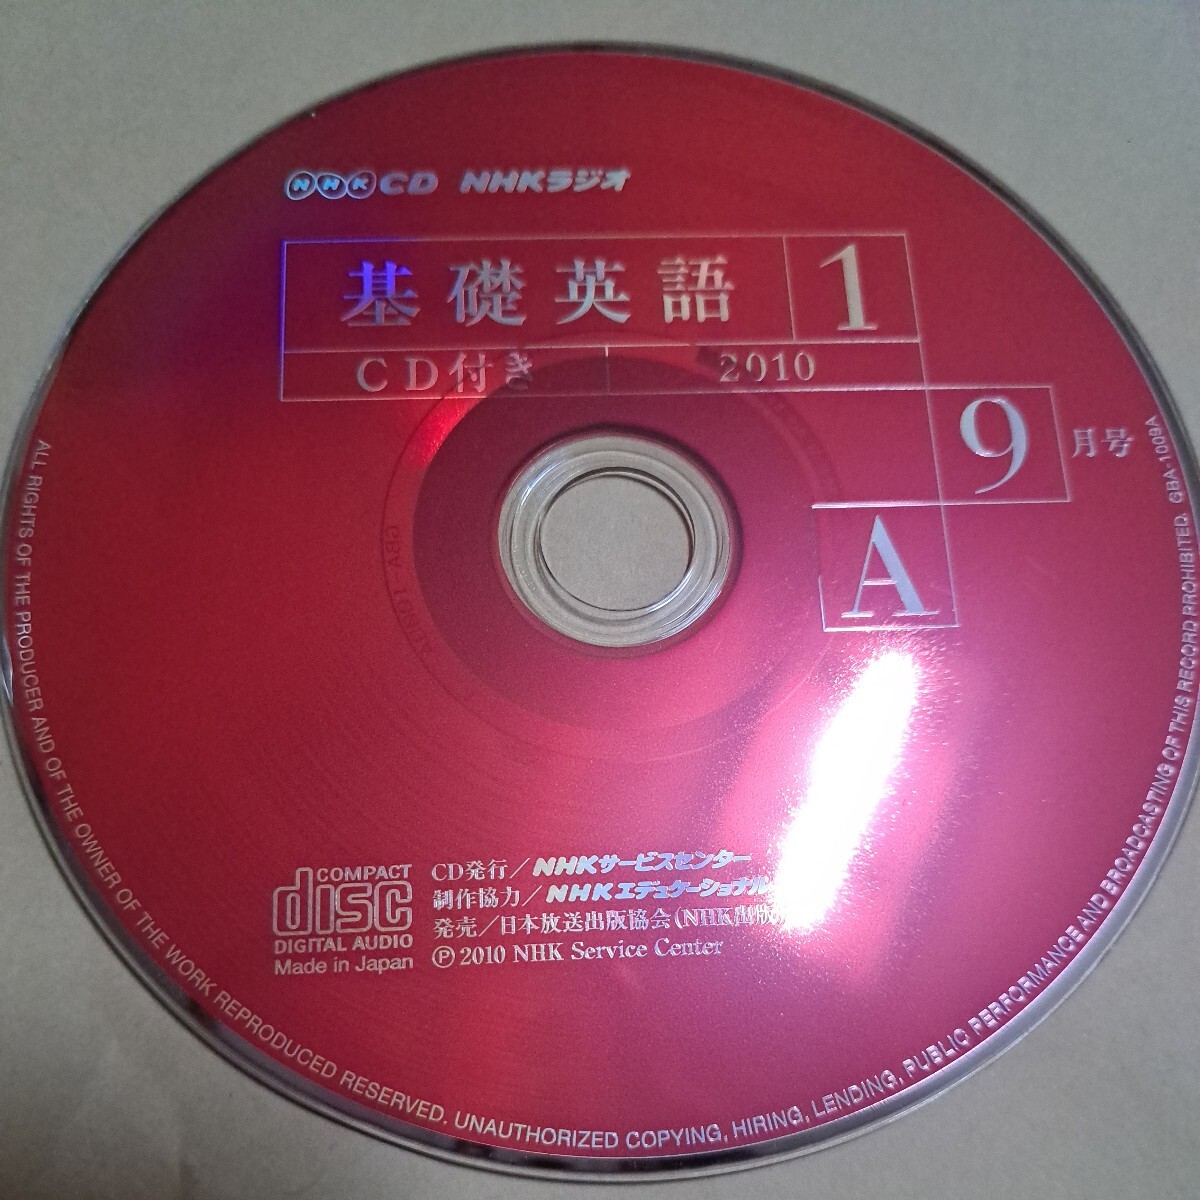 NHK CD NHKラジオ
基礎英語 1
CD付き 2010
9 月号
A
COMPACT
disc
DIGITAL AUDIO
Made in Japan
CD発行/NHKサービスセンター
制作協力/NHKエデュケーショナル
発売/日本放送出版協会(NHK出版)
Ⓟ 2010 NHK Service Center
ALL RIGHTS OF THE PRODUCER AND OF THE OWNER OF THE WORK REPRODUCED RESERVED. UNAUTHORIZED COPYING, HIRING, LENDING, PUBLIC PERFORMANCE AND BROADCASTING OF THIS RECORD PROHIBITED. GBA-1009A